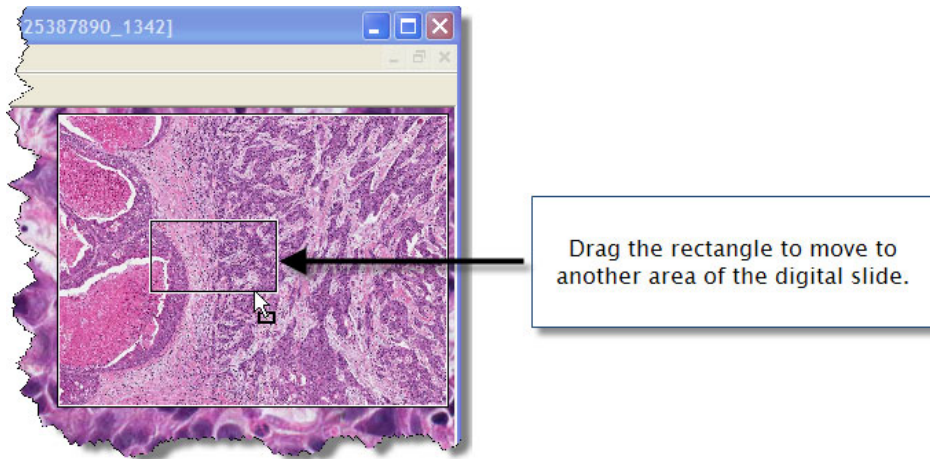 25387890_1342]
Drag the rectangle to move to
another area of the digital slide.